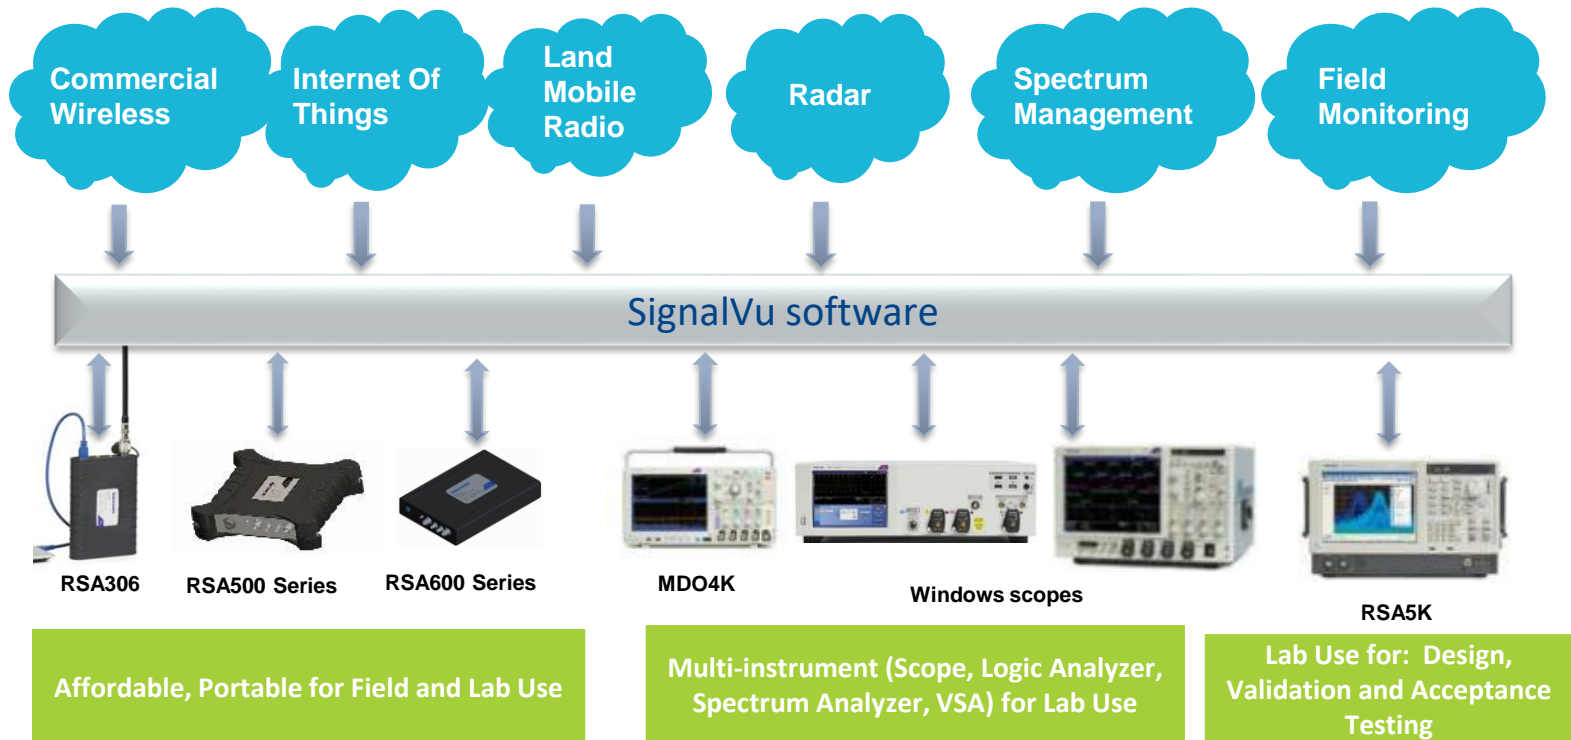 Commercial
Wireless
Internet Of
Things
Land
Mobile
Radio
Radar
Spectrum
Management
Field
Monitoring
SignalVu software
RSA306
RSA500 Series
RSA600 Series
MDO4K
Windows scopes
RSA5K
Affordable, Portable for Field and Lab Use
Multi-instrument (Scope, Logic Analyzer,
Spectrum Analyzer, VSA) for Lab Use
Lab Use for:  Design,
Validation and Acceptance
Testing